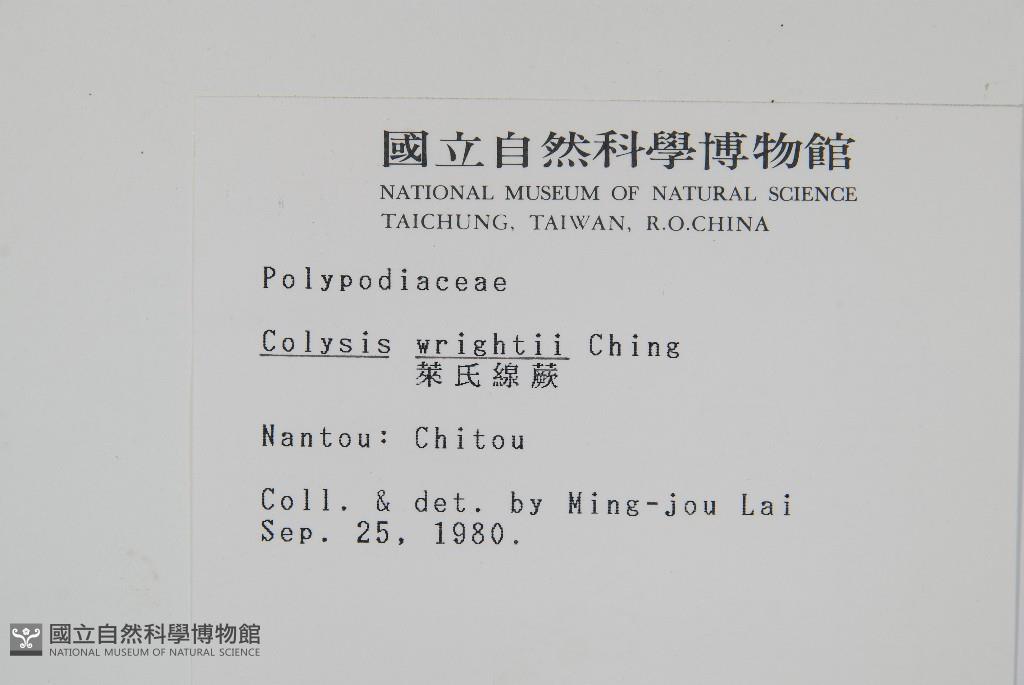 國立自然科學博物館
NATIONAL MUSEUM OF NATURAL SCIENCE
TAICHUNG, TAIWAN, R.O.CHINA
Polypodiaceae
Colysis wrightii Ching
萊氏線蕨
Nantou: Chitou
Coll. & det. by Ming-jou Lai
Sep. 25, 1980.
國立自然科學博物館
NATIONAL MUSEUM OF NATURAL SCIENCE